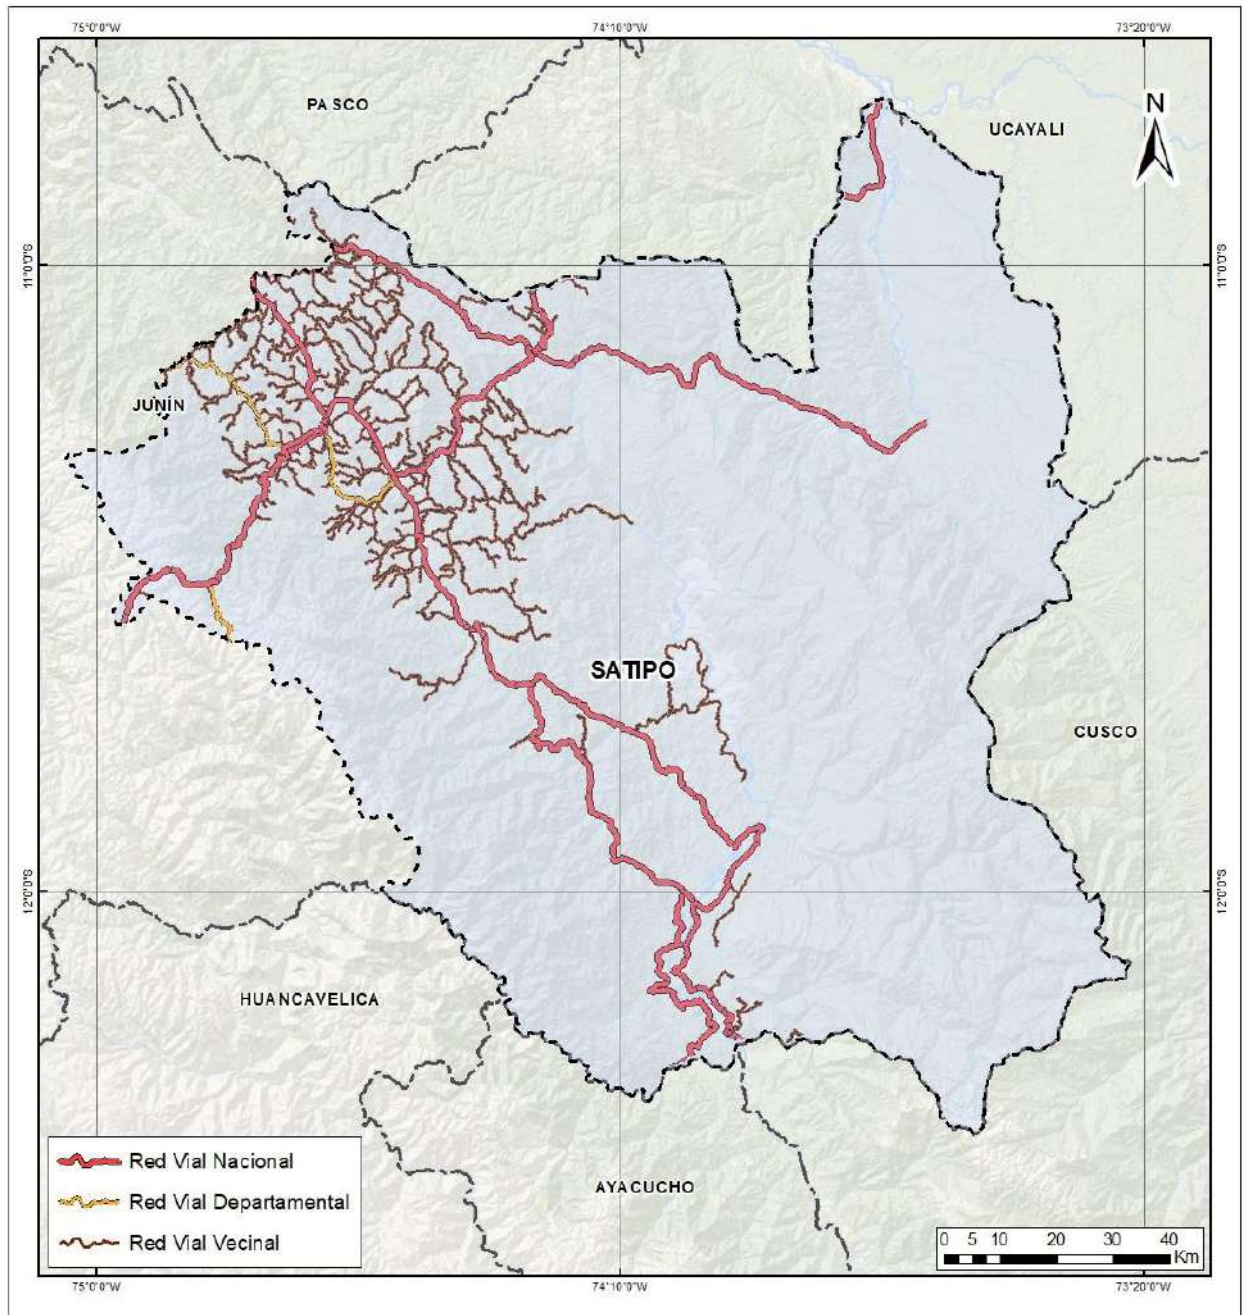 75°0'0"W 74°10'0"W 73°20'0"W
PASCO
N
UCAYALI
11°0'0"S 11°0'0"S
JUNÍN
SATIPO
CUSCO
12°0'0"S 12°0'0"S
HUANCAVELICA
AYACUCHO
Red Vial Nacional
Red Vial Departamental
Red Vial Vecinal
0 5 10 20 30 40
Km
75°0'0"W 74°10'0"W 73°20'0"W